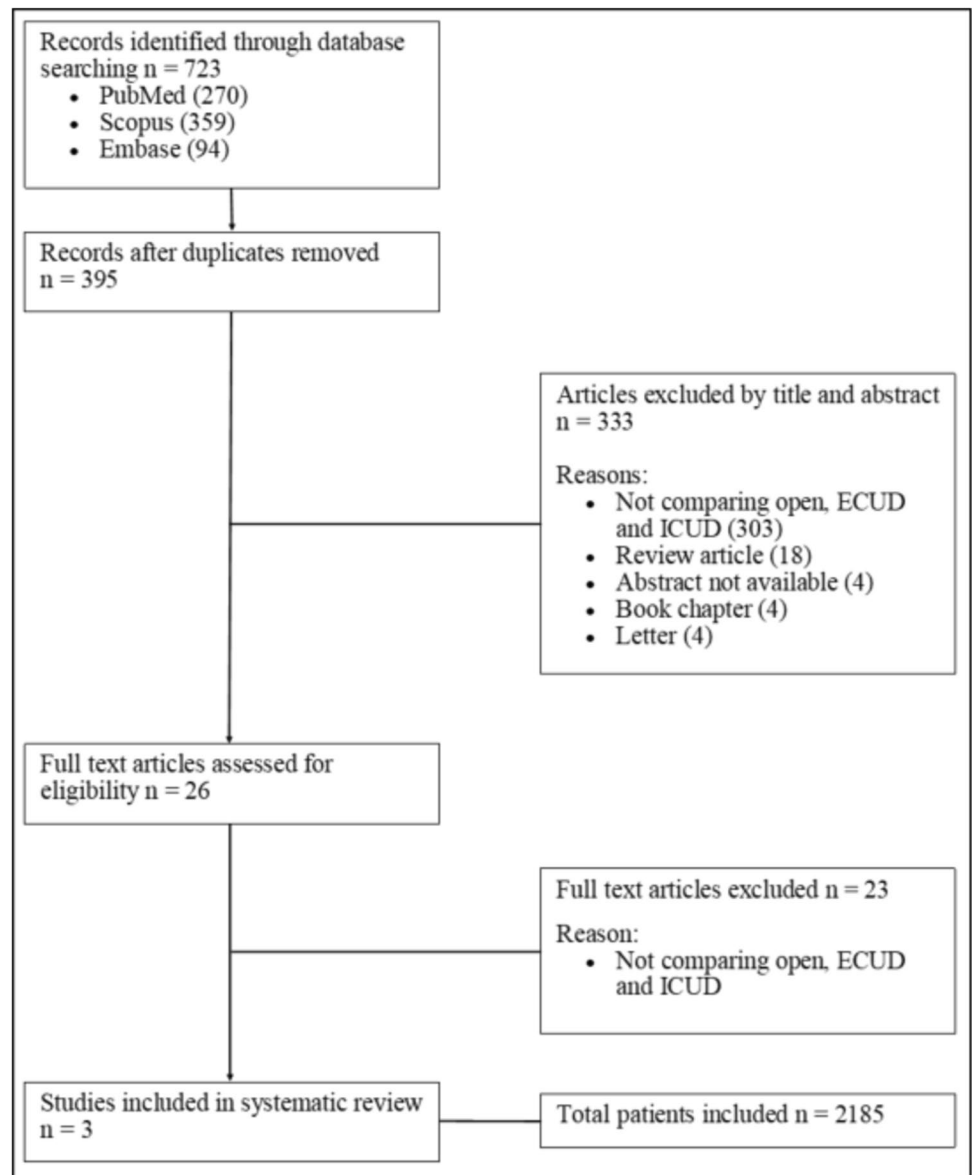 Records identified through database
searching n = 723
• PubMed (270)
• Scopus (359)
• Embase (94)
Records after duplicates removed
n = 395
Articles excluded by title and abstract
n = 333
Reasons:
• Not comparing open, ECUD
and ICUD (303)
• Review article (18)
• Abstract not available (4)
• Book chapter (4)
• Letter (4)
Full text articles assessed for
eligibility n = 26
Full text articles excluded n = 23
Reason:
• Not comparing open, ECUD
and ICUD
Studies included in systematic review
n = 3
Total patients included n = 2185